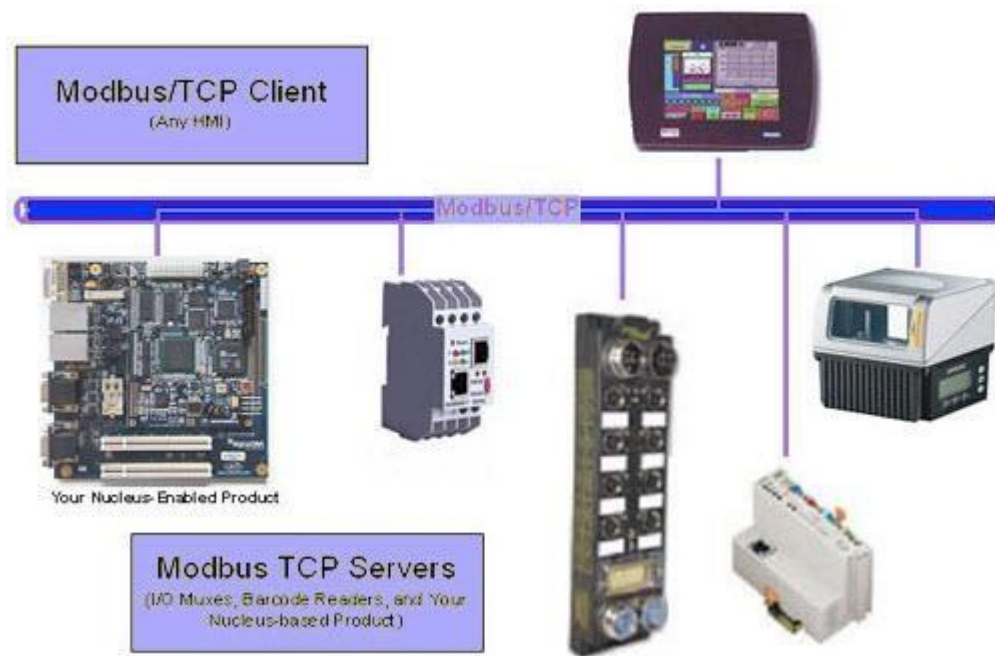 Modbus/TCP Client
(Any HMI)
Modbus/TCP
Your Nucleus-Enabled Product
Modbus TCP Servers
(I/O Muxes, Barcode Readers, and Your
Nucleus-based Product)